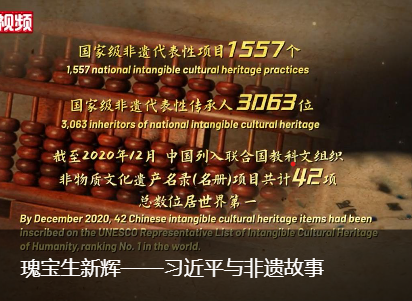 视频
国家级非遗代表性项目1557个
1,557 national intangible cultural heritage practices
国家级非遗代表性传承人3063位
3,063 inheritors of national intangible cultural heritage
截至2020年12月 中国列入联合国教科文组织
非物质文化遗产名录(名册)项目共计42项
总数位居世界第一
By December 2020, 42 Chinese intangible cultural heritage items had been
inscribed on the UNESCO Representative List of Intangible Cultural Heritage
of Humanity, ranking No. 1 in the world.
瑰宝生新辉——习近平与非遗故事